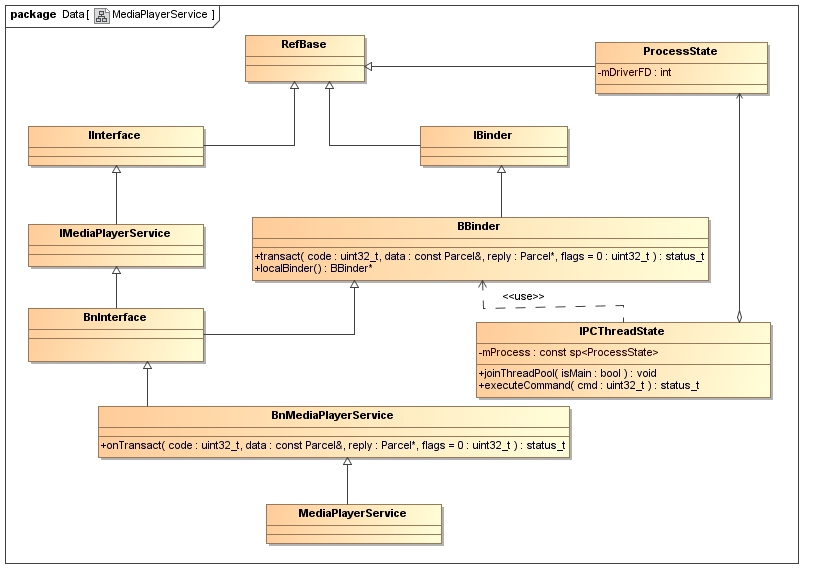 package Data [ MediaPlayerService ]
RefBase
ProcessState
-mDriverFD : int
IInterface
IBinder
IMediaPlayerService
BBinder
+transact( code : uint32_t, data : const Parcel&, reply : Parcel*, flags = 0 : uint32_t ) : status_t
+localBinder() : BBinder*
<<use>>
BnInterface
IPCThreadState
-mProcess : const sp<ProcessState>
+joinThreadPool( isMain : bool ) : void
+executeCommand( cmd : uint32_t ) : status_t
BnMediaPlayerService
+onTransact( code : uint32_t, data : const Parcel&, reply : Parcel*, flags = 0 : uint32_t ) : status_t
MediaPlayerService